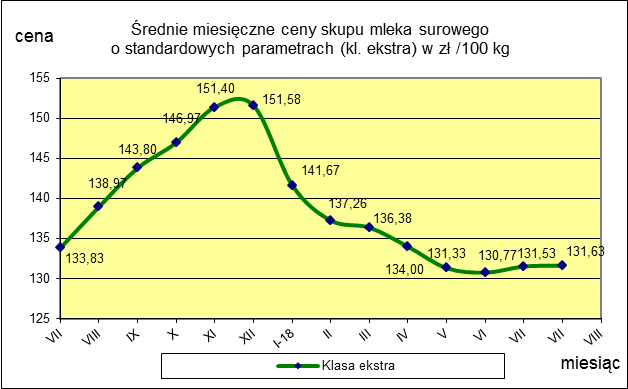 Średnie miesięczne ceny skupu mleka surowego
o standardowych parametrach (kl. ekstra) w zł /100 kg
cena
155
150
145
140
135
130
125
133,83
138,97
143,80
146,97
151,40
151,58
141,67
137,26
136,38
134,00
131,33
130,77
131,53
131,63
VII
VIII
IX
X
XI
XII
I-18
II
III
IV
V
VI
VII
VII
VIII
miesiąc
Klasa ekstra